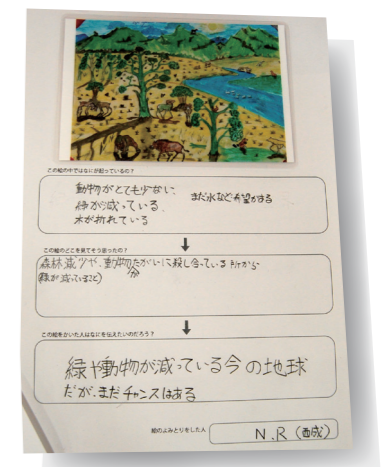 この絵の中ではなにが起っているの？
動物がとても少ない、
緑が減っている、
木が折れている
まだ水など希望がある
この絵のどこを見てそう思ったの？
森林減少や、動物たがいに殺し合っている所から
(緑が減っていること)
この絵をかいた人はなにを伝えたいのだろう？
緑や動物が減っている今の地球
だが、まだチャンスはある
絵のよみとりをした人
N.R (西成)